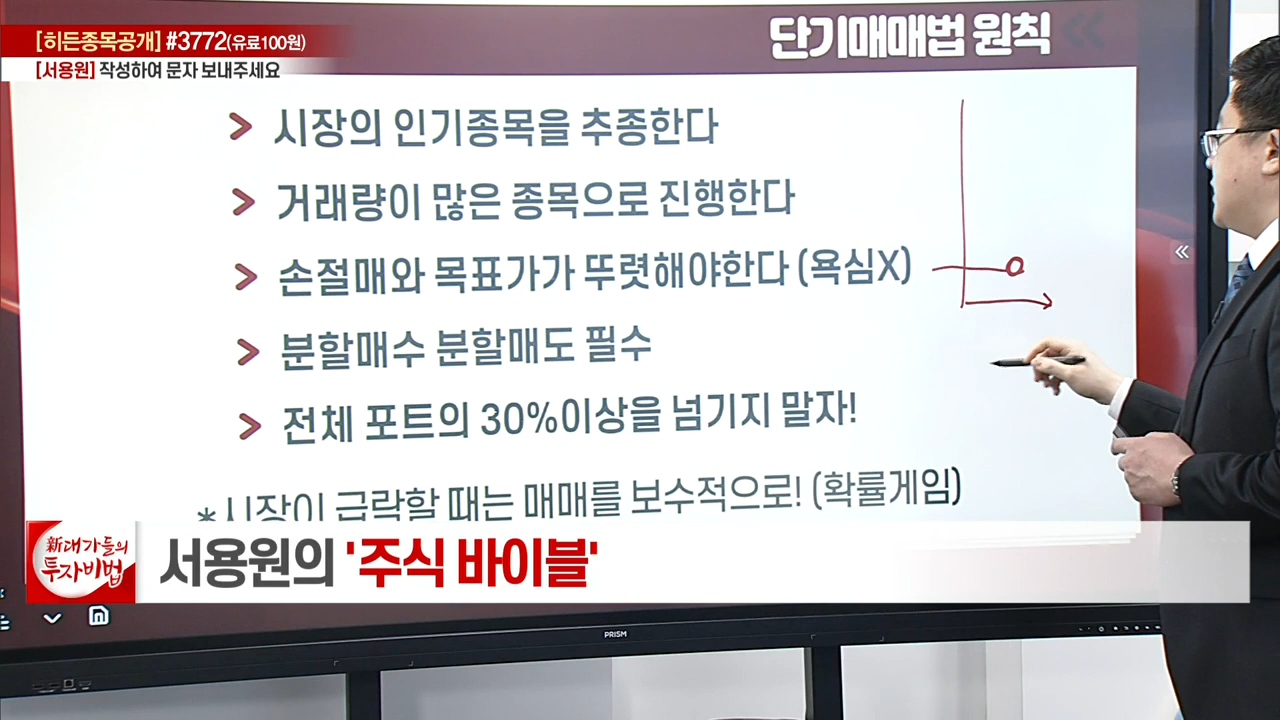 [히든종목공개] #3772(유료100원)
[서용원] 작성하여 문자 보내주세요
단기매매법 원칙
> 시장의 인기종목을 추종한다
> 거래량이 많은 종목으로 진행한다
> 손절매와 목표가가 뚜렷해야한다 (욕심X)
> 분할매수 분할매도 필수
> 전체 포트의 30%이상을 넘기지 말자!
*시장이 급락할 때는 매매를 보수적으로! (확률게임)
新대가들의
투자비법
서용원의 '주식 바이블'
PRISM